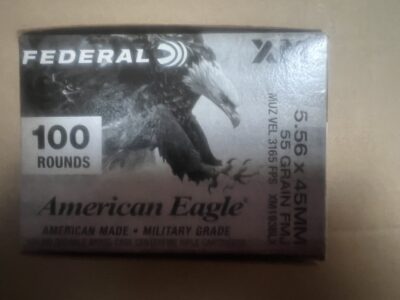 FEDERAL
XM
100
ROUNDS
American Eagle®
AMERICAN MADE • MILITARY GRADE
5.56 x 45MM
55 GRAIN FMJ
MUZ VEL 3165 FPS XM193BLX